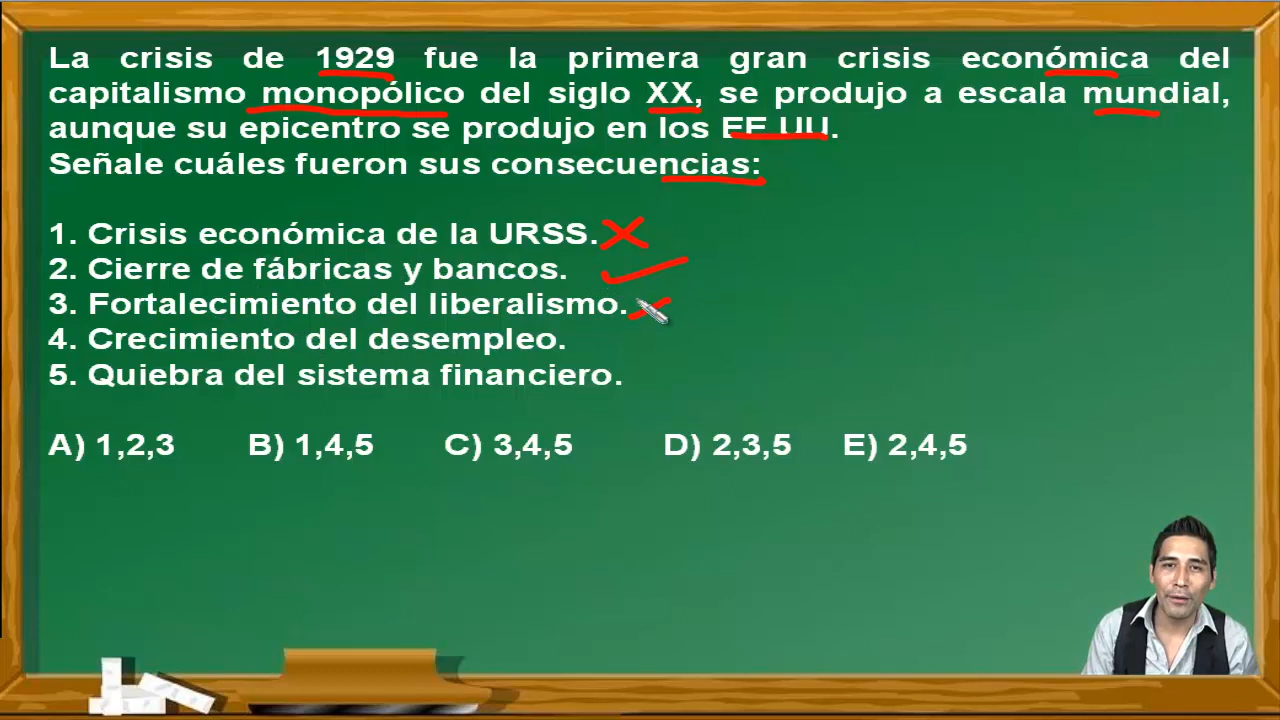 La crisis de 1929 fue la primera gran crisis económica del
capitalismo monopólico del siglo XX, se produjo a escala mundial,
aunque su epicentro se produjo en los EE.UU.
Señale cuáles fueron sus consecuencias:
1. Crisis económica de la URSS.
2. Cierre de fábricas y bancos.
3. Fortalecimiento del liberalismo.
4. Crecimiento del desempleo.
5. Quiebra del sistema financiero.
A) 1,2,3 B) 1,4,5 C) 3,4,5 D) 2,3,5 E) 2,4,5